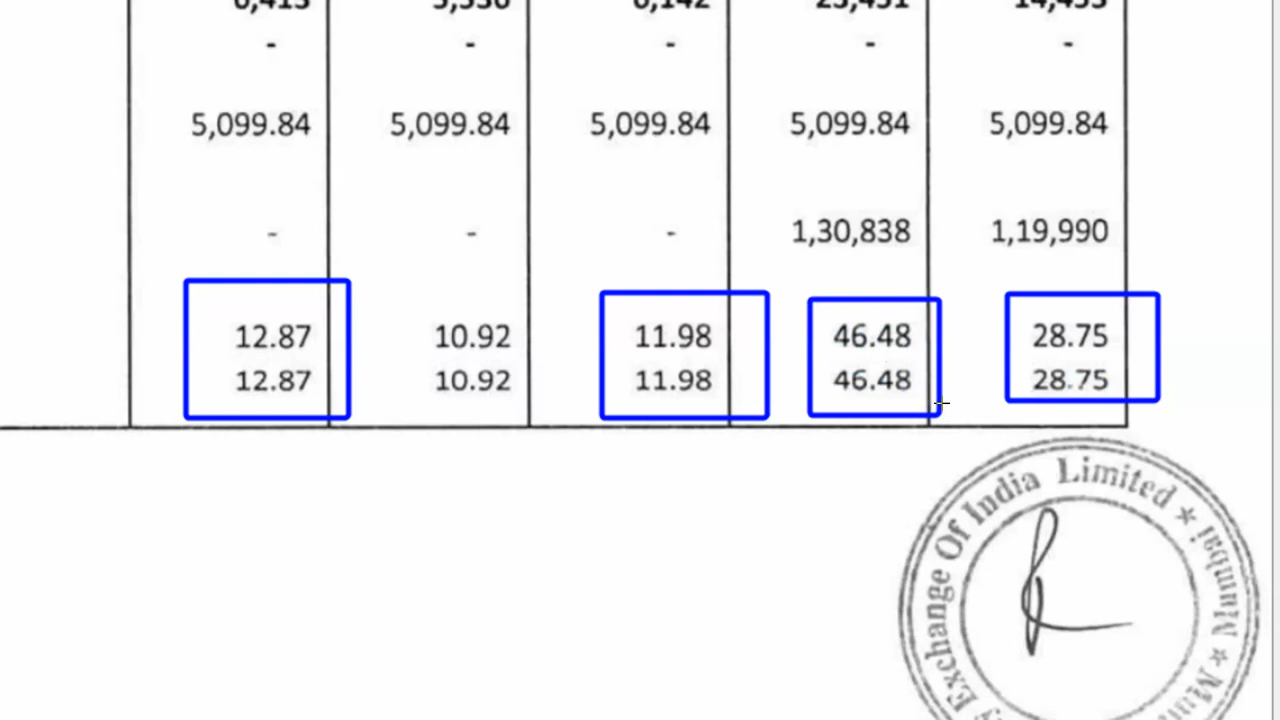 - - - - -
5,099.84 5,099.84 5,099.84 5,099.84 5,099.84
- - - 1,30,838 1,19,990
12.87 10.92 11.98 46.48 28.75
12.87 10.92 11.98 46.48 28.75
Exchange Of India Limited * Mumbai *